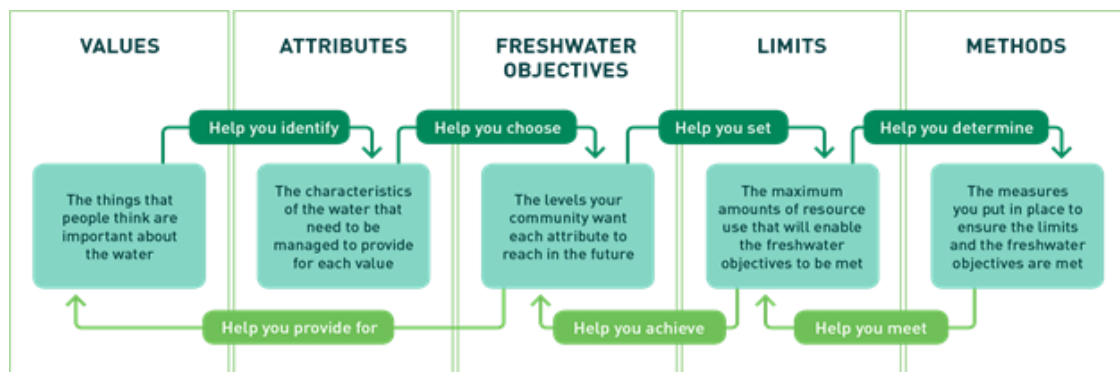 VALUES
ATTRIBUTES
FRESHWATER
OBJECTIVES
LIMITS
METHODS
Help you identify
Help you choose
Help you set
Help you determine
The things that
people think are
important about
the water
The characteristics
of the water that
need to be
managed to provide
for each value
The levels your
community want
each attribute to
reach in the future
The maximum
amounts of resource
use that will enable
the freshwater
objectives to be met
The measures
you put in place to
ensure the limits
and the freshwater
objectives are met
Help you provide for
Help you achieve
Help you meet